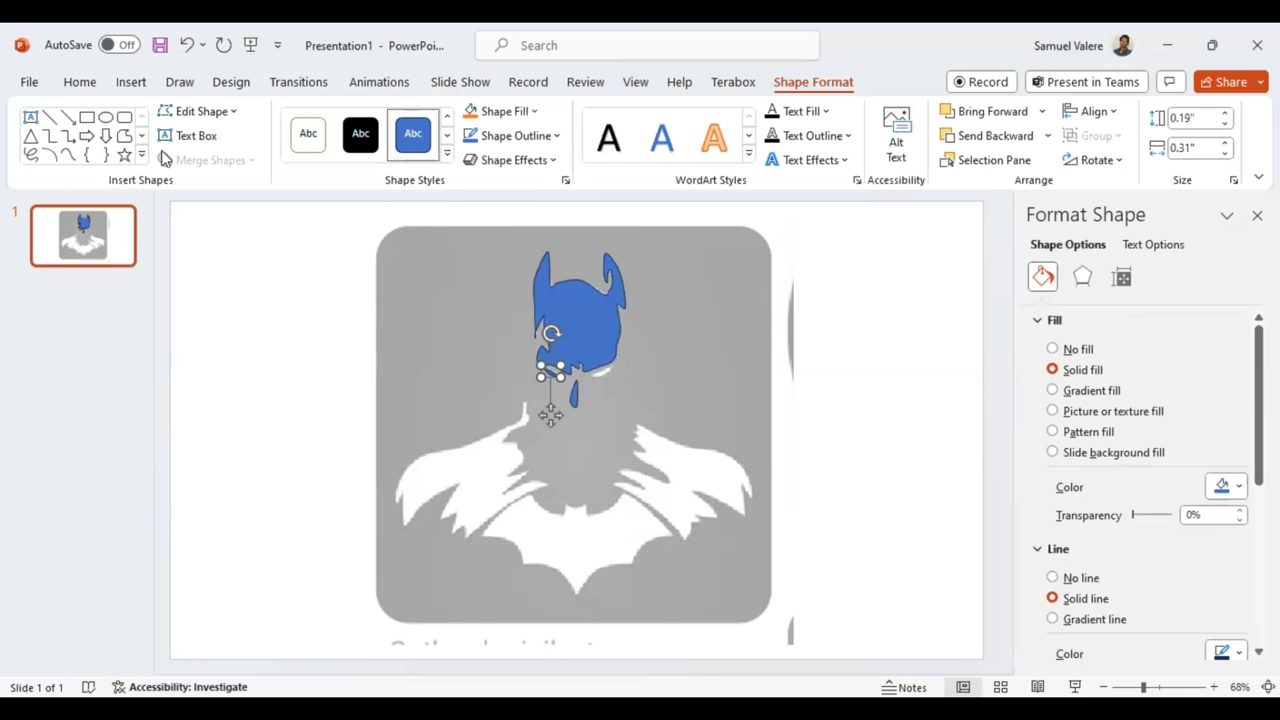 AutoSave Off Presentation1 - PowerPoi... Search Samuel Valere
File Home Insert Draw Design Transitions Animations Slide Show Record Review View Help Terabox Shape Format Record Present in Teams Share
Edit Shape
Text Box
Merge Shapes
Insert Shapes
Abc Abc Abc
Shape Fill
Shape Outline
Shape Effects
Shape Styles
A A A
Text Fill
Text Outline
Text Effects
WordArt Styles
Alt
Text
Accessibility
Bring Forward
Send Backward
Selection Pane
Align
Group
Rotate
Arrange
0.19"
0.31"
Size
1
Format Shape
Shape Options Text Options
Fill
No fill
Solid fill
Gradient fill
Picture or texture fill
Pattern fill
Slide background fill
Color
Transparency 0%
Line
No line
Solid line
Gradient line
Color
Slide 1 of 1 Accessibility: Investigate Notes 68%